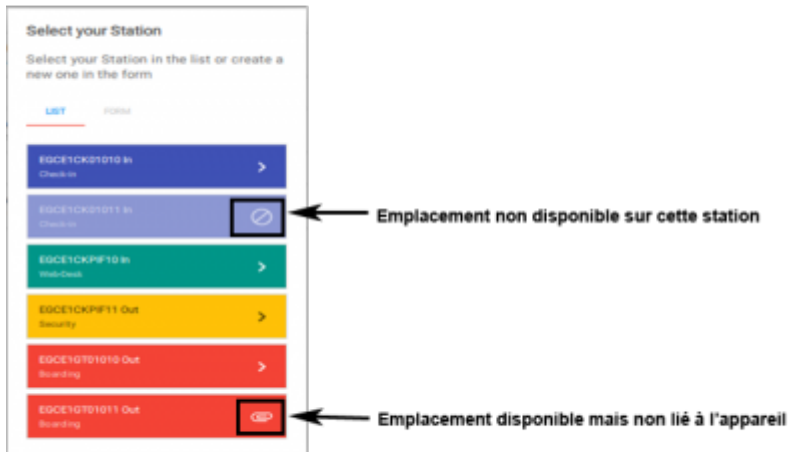 Select your Station
Select your Station in the list or create a
new one in the form
LIST FORM
EGCE1CK01010 In
Check-in
EGCE1CK01011 In
Check-in
Emplacement non disponible sur cette station
EGCE1CKPIF10 In
Web-Desk
EGCE1CKPIF11 Out
Security
EGCE1GT01010 Out
Boarding
EGCE1GT01011 Out
Boarding
Emplacement disponible mais non lié à l'appareil